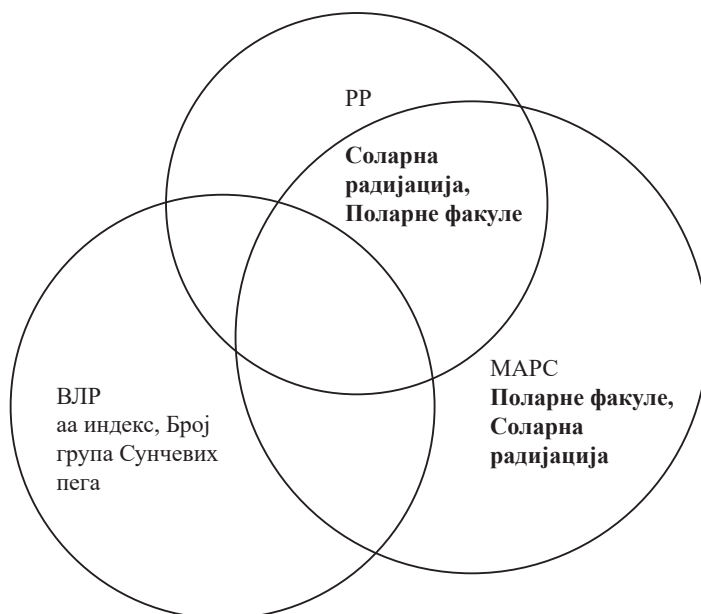 РР
Соларна
радијација,
Поларне факуле
МАРС
Поларне факуле,
Соларна
радијација
ВЛР
аа индекс, Број
група Сунчевих
пега